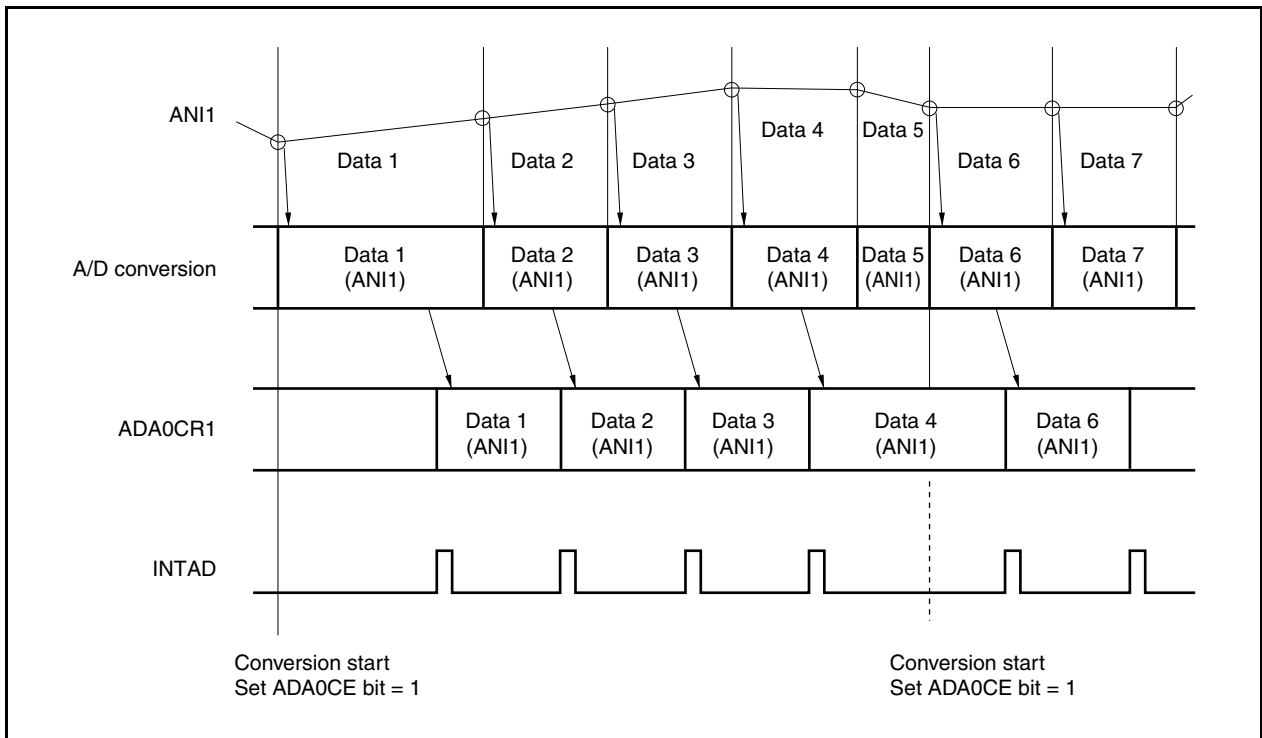 ANI1
Data 1
Data 2
Data 3
Data 4
Data 5
Data 6
Data 7
A/D conversion
Data 1
(ANI1)
Data 2
(ANI1)
Data 3
(ANI1)
Data 4
(ANI1)
Data 5
(ANI1)
Data 6
(ANI1)
Data 7
(ANI1)
ADA0CR1
Data 1
(ANI1)
Data 2
(ANI1)
Data 3
(ANI1)
Data 4
(ANI1)
Data 6
(ANI1)
INTAD
Conversion start
Set ADA0CE bit = 1
Conversion start
Set ADA0CE bit = 1